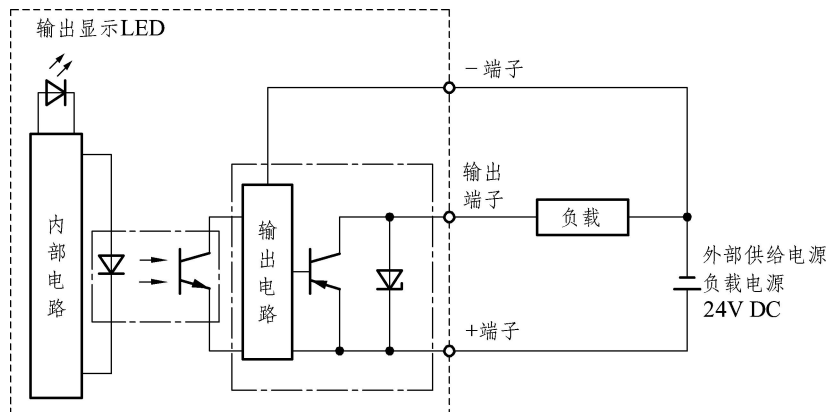 输出显示LED
－端子
输出
端子
内部电路
输出电路
负载
外部供给电源
负载电源
24V DC
+端子